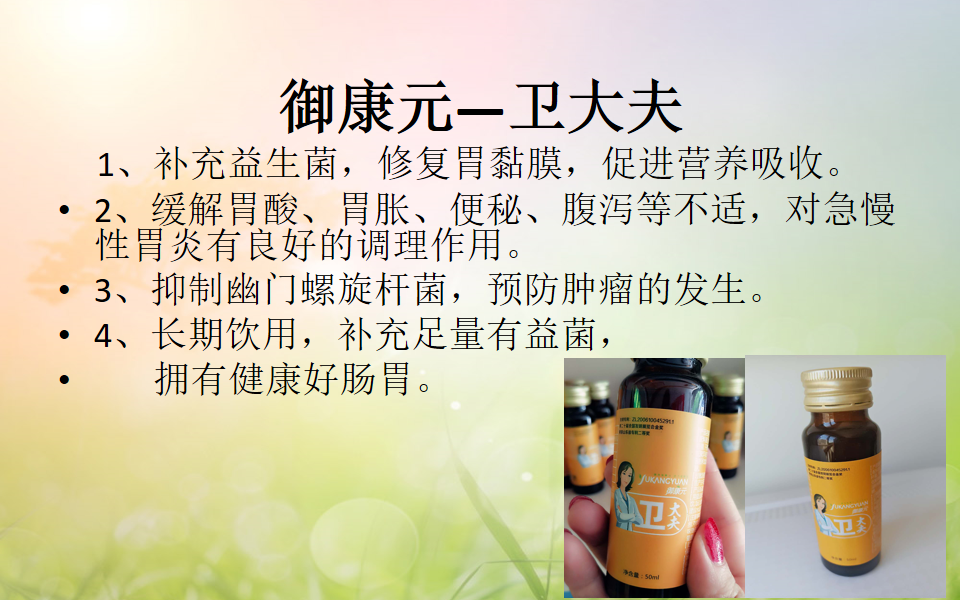 御康元—卫大夫
1、补充益生菌，修复胃黏膜，促进营养吸收。
• 2、缓解胃酸、胃胀、便秘、腹泻等不适，对急慢
性胃炎有良好的调理作用。
• 3、抑制幽门螺旋杆菌，预防肿瘤的发生。
• 4、长期饮用，补充足量有益菌，
• 拥有健康好肠胃。
YUKANGYUAN
卫大夫
净含量：50ml
YUKANGYUAN
卫大夫